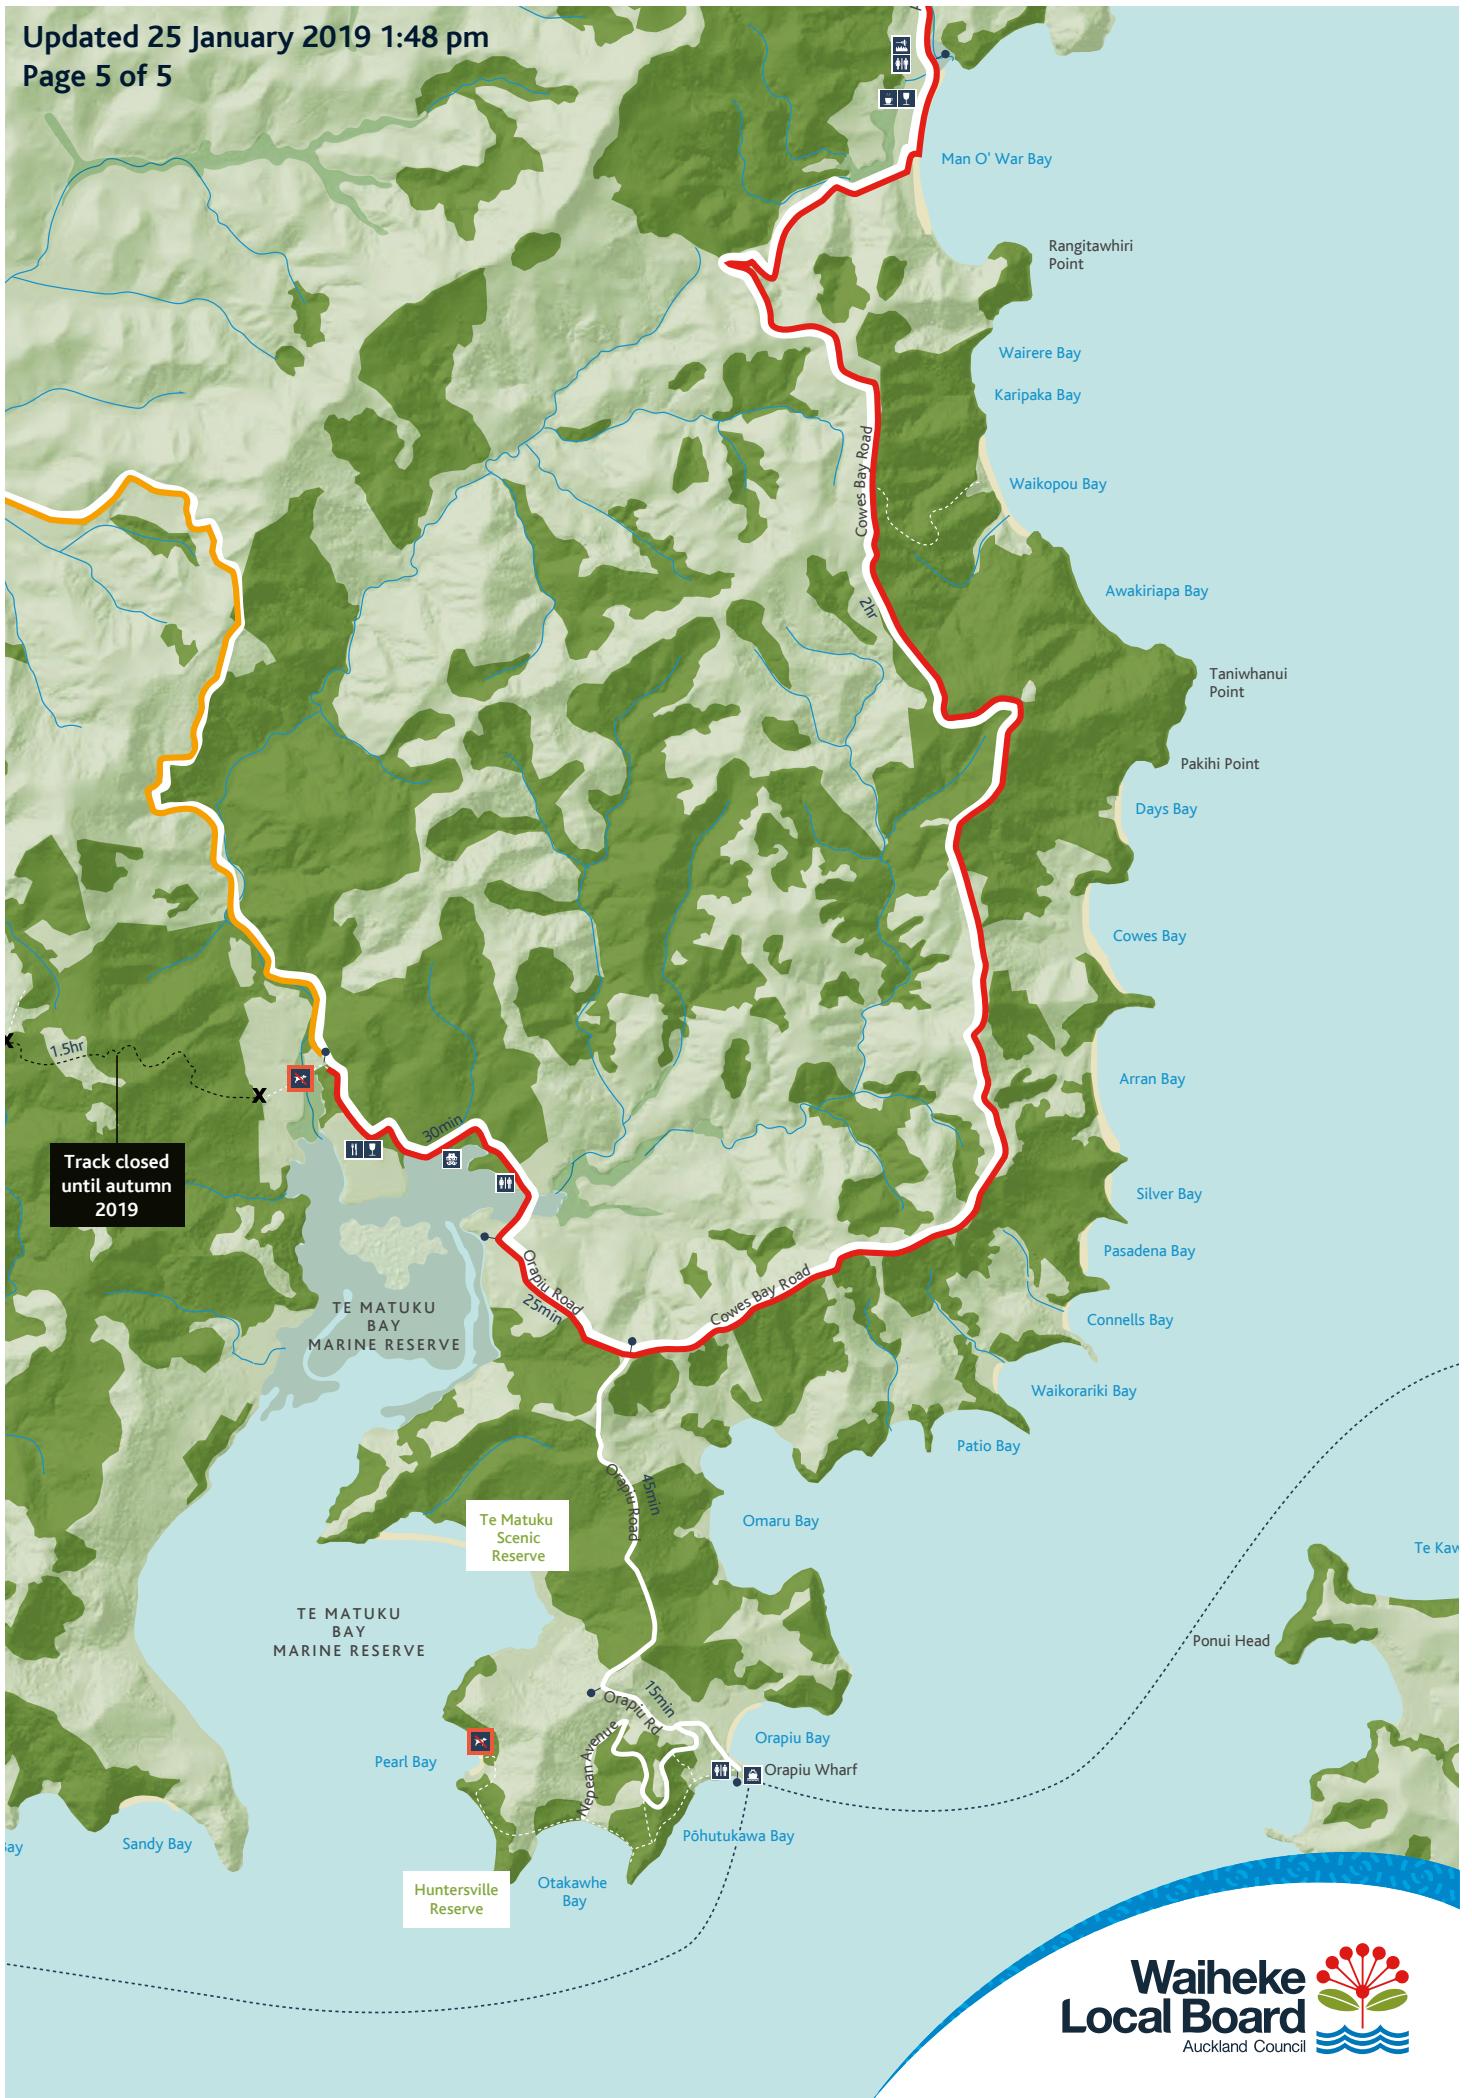 Updated 25 January 2019 1:48 pm
Page 5 of 5
Man O' War Bay
Rangitawhiri
Point
Wairere Bay
Karipaka Bay
Cowes Bay Road
Waikopou Bay
2hr
Awakiriapa Bay
Taniwhanui
Point
Pakihi Point
Days Bay
Cowes Bay
x
1.5hr
x
Arran Bay
30min
Track closed
until autumn
2019
Silver Bay
Pasadena Bay
Orapiu Road
25min
Cowes Bay Road
TE MATUKU
BAY
MARINE RESERVE
Connells Bay
Waikorariki Bay
Patio Bay
Orapiu Road
45min
Te Matuku
Scenic
Reserve
Omaru Bay
Te Kaw
TE MATUKU
BAY
MARINE RESERVE
Ponui Head
15min
Orapiu Rd
Nepean Avenue
Orapiu Bay
Pearl Bay
Orapiu Wharf
Pōhutukawa Bay
Sandy Bay
Huntersville
Reserve
Otakawhe
Bay
Waiheke
Local Board
Auckland Council